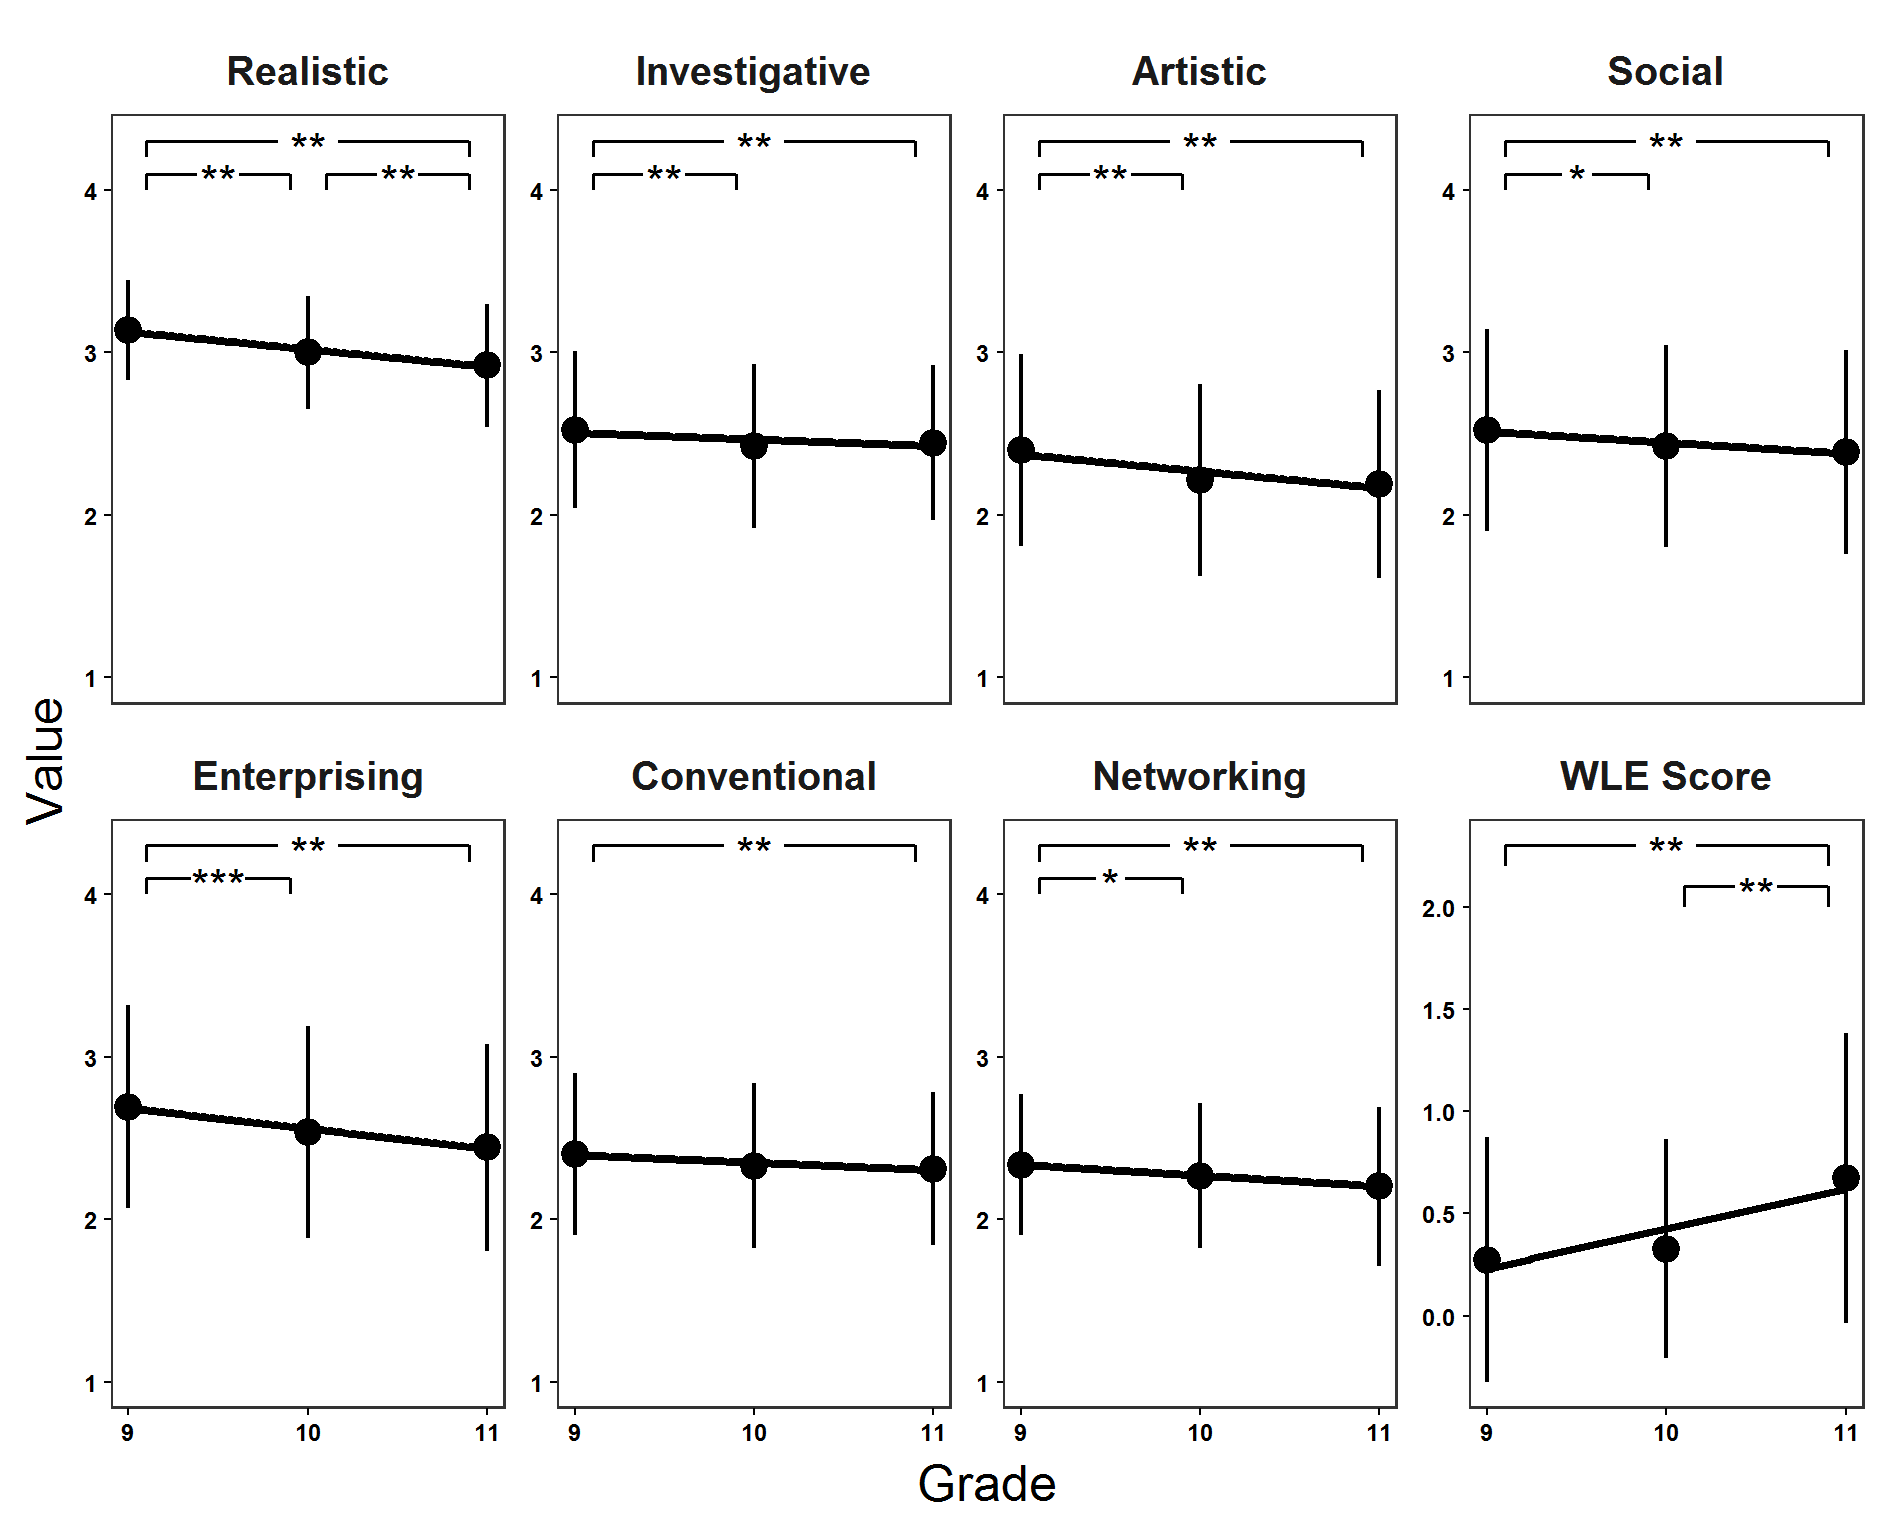 Realistic Investigative Artistic Social
** ** ** **
** ** ** ** *
4 4 4 4
3 3 3 3
2 2 2 2
1 1 1 1
Value
Enterprising Conventional Networking WLE Score
** ** ** **
*** * **
4 4 4 2.0
1.5
3 3 3
1.0
2 2 2 0.5
0.0
1 1 1
9 10 11 9 10 11 9 10 11 9 10 11
Grade